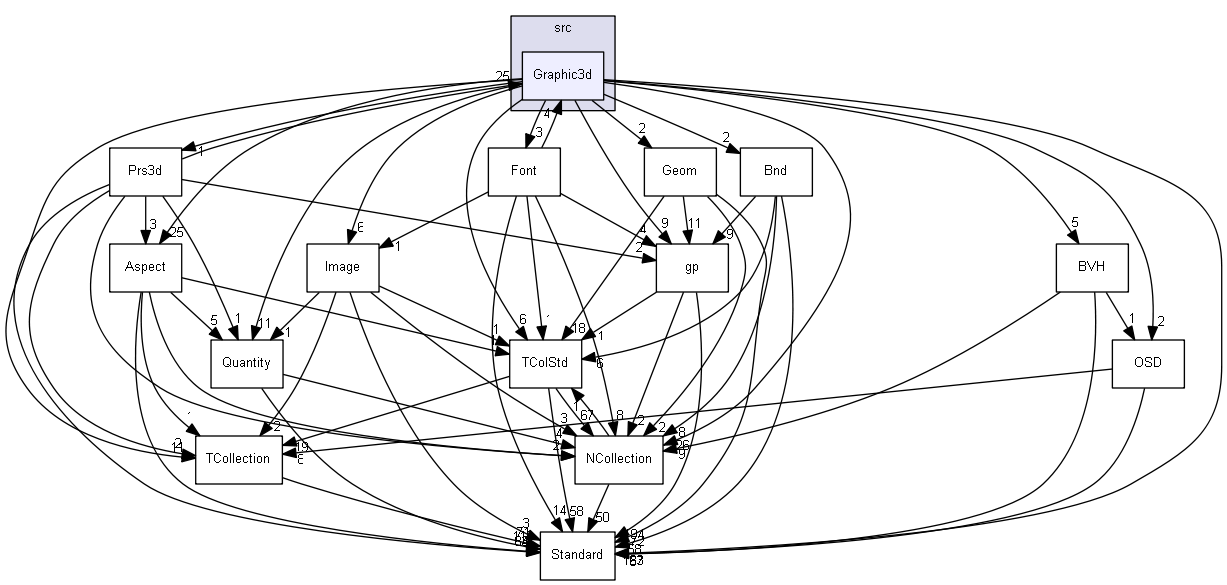 src
Graphic3d
25
4
3
2
2
1
Prs3d
Font
Geom
Bnd
3
25
6
1
4
9
11
9
2
5
Aspect
Image
gp
BVH
5
1
11
1
6
1
18
1
6
1
2
Quantity
TColStd
OSD
2
3
1
67
8
2
2
8
19
9
TCollection
NCollection
14
58
50
3
Standard